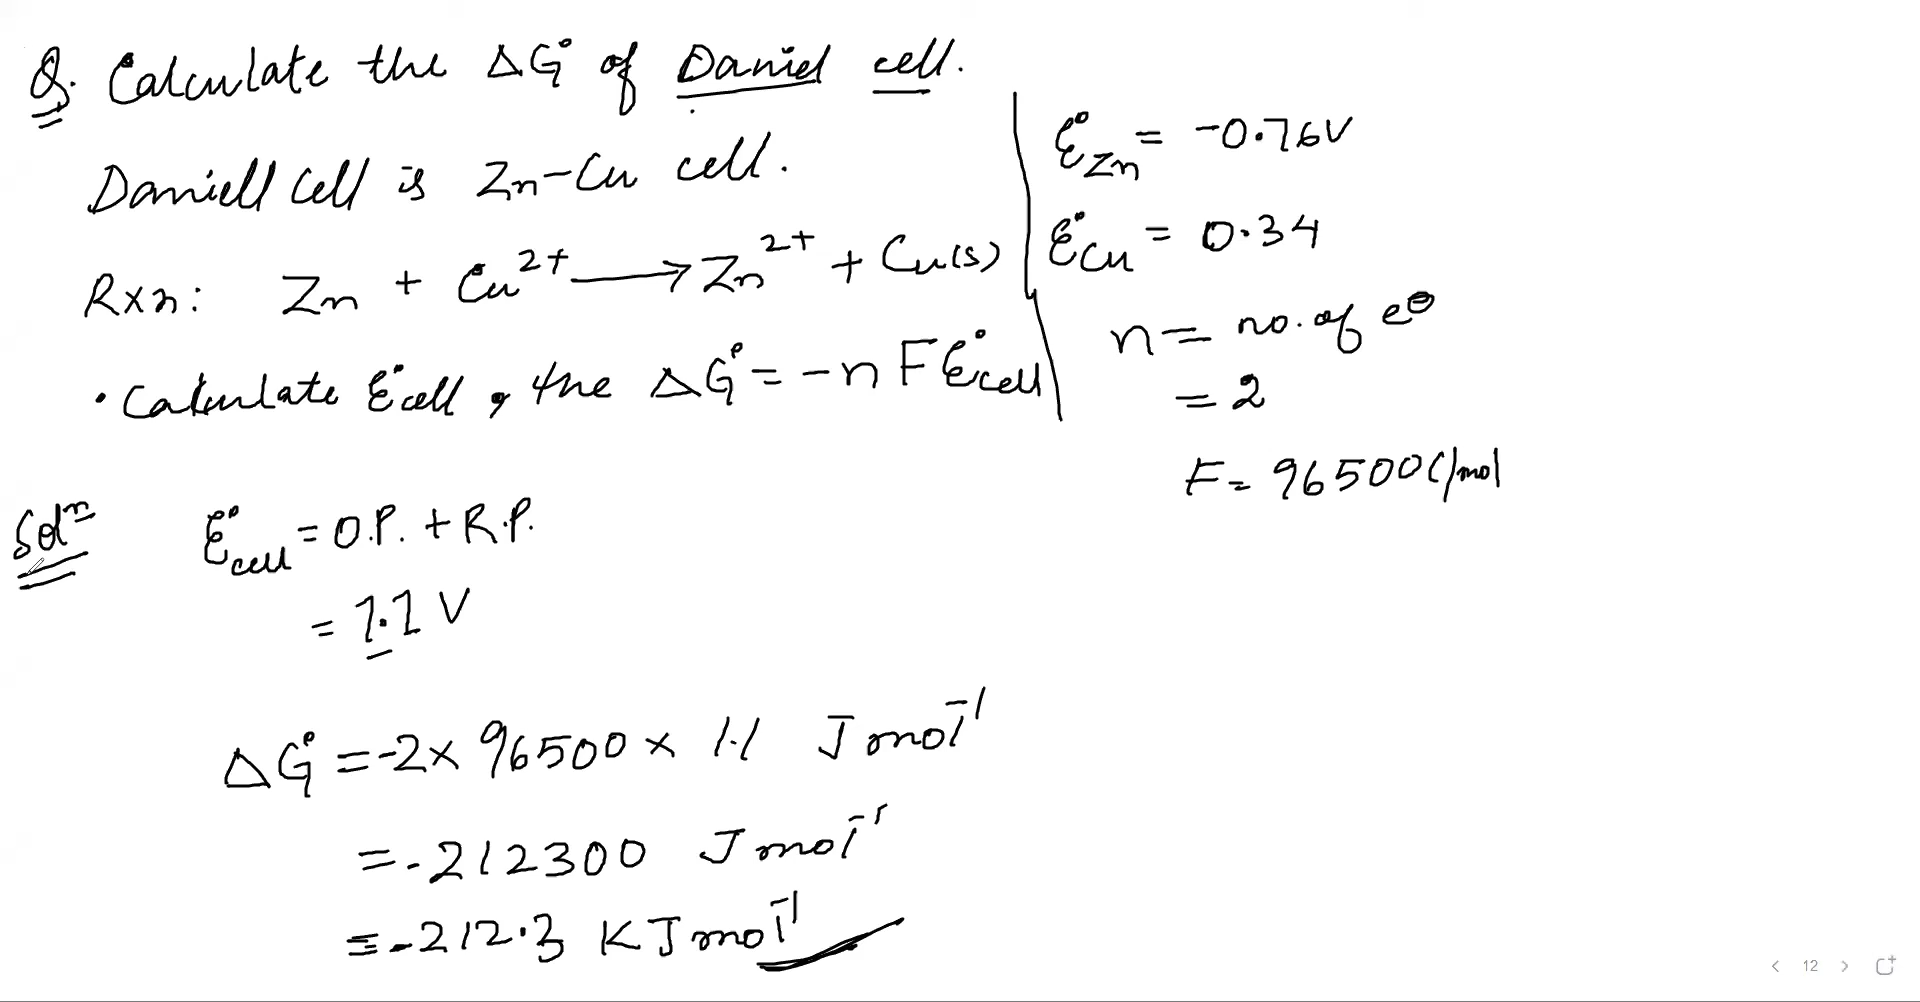 Q. Calculate the ΔG° of Daniel cell.
Daniell Cell is Zn-Cu cell.
Rxn: Zn + Cu²⁺ ⟶ Zn²⁺ + Cu(s)
• Calculate E°cell, the ΔG° = -nFE°cell
E°Zn = -0.76V
E°Cu = 0.34
n = no. of e⊖
= 2
F = 96500 C/mol
Solⁿ E°cell = O.P. + R.P.
= 1.1 V
ΔG° = -2 x 96500 x 1.1 J mol⁻¹
= -212300 J mol⁻¹
= -212.3 KJ mol⁻¹
12